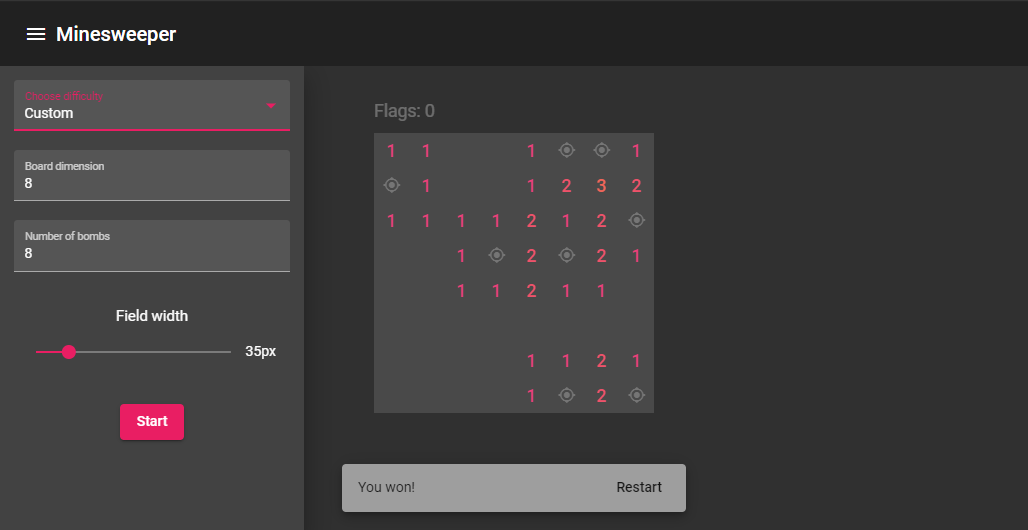 Minesweeper
Choose difficulty
Custom
Board dimension
8
Number of bombs
8
Field width
35px
Start
Flags: 0
1 1 1 1
1 1 2 3 2
1 1 1 1 2 1 2
1 2 2 1
1 1 2 1 1
1 1 2 1
1 2
You won! Restart